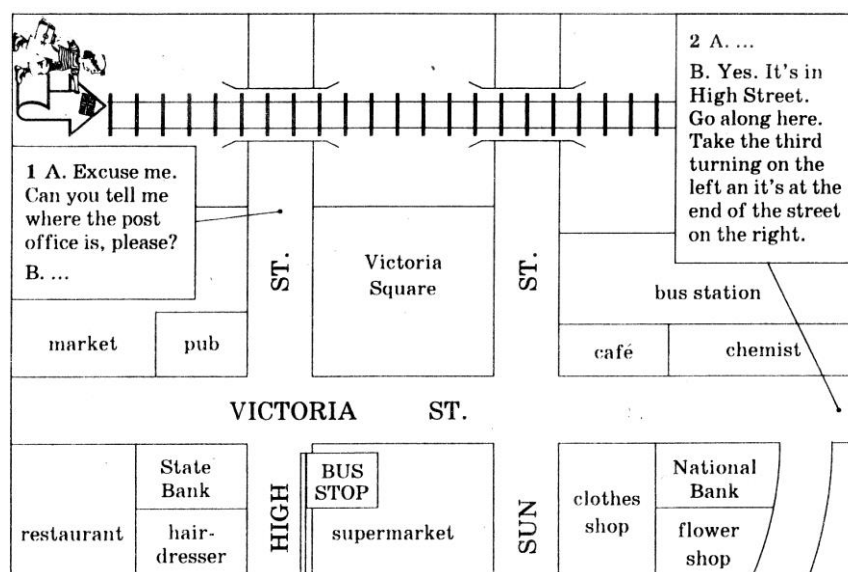 1 A. Excuse me.
Can you tell me
where the post
office is, please?
B. ...
2 A. ...
B. Yes. It's in
High Street.
Go along here.
Take the third
turning on the
left an it's at the
end of the street
on the right.
ST.
Victoria
Square
ST.
bus station
market
pub
café
chemist
VICTORIA ST.
State
Bank
BUS
STOP
National
Bank
restaurant
hair-
dresser
HIGH
supermarket
SUN
clothes
shop
flower
shop